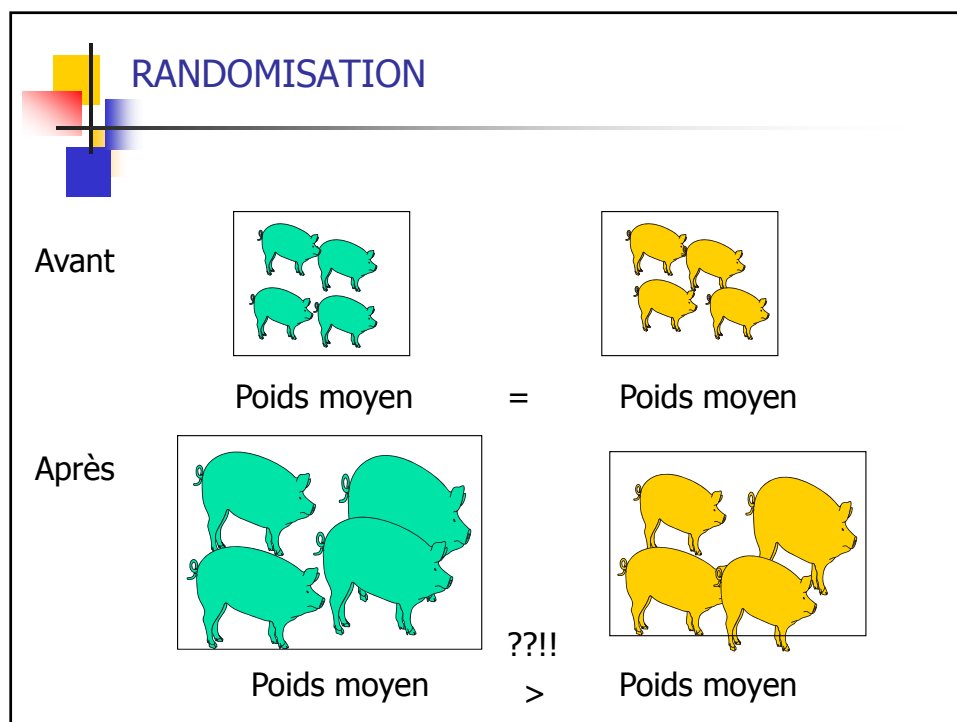 RANDOMISATION
Avant
Poids moyen = Poids moyen
Après
??!!
Poids moyen > Poids moyen